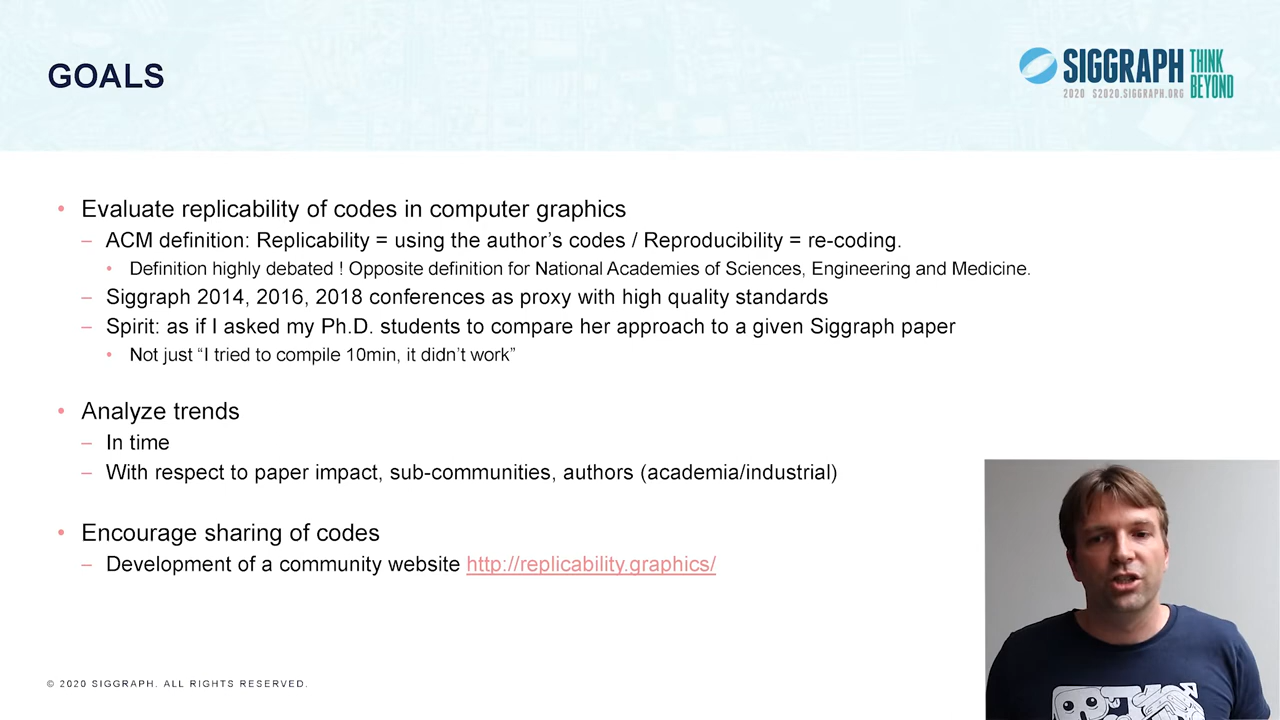 GOALS
SIGGRAPH THINK BEYOND
2020 S2020.SIGGRAPH.ORG
• Evaluate replicability of codes in computer graphics
– ACM definition: Replicability = using the author's codes / Reproducibility = re-coding.
• Definition highly debated ! Opposite definition for National Academies of Sciences, Engineering and Medicine.
– Siggraph 2014, 2016, 2018 conferences as proxy with high quality standards
– Spirit: as if I asked my Ph.D. students to compare her approach to a given Siggraph paper
• Not just “I tried to compile 10min, it didn't work”
• Analyze trends
– In time
– With respect to paper impact, sub-communities, authors (academia/industrial)
• Encourage sharing of codes
– Development of a community website http://replicability.graphics/
© 2020 SIGGRAPH. ALL RIGHTS RESERVED.